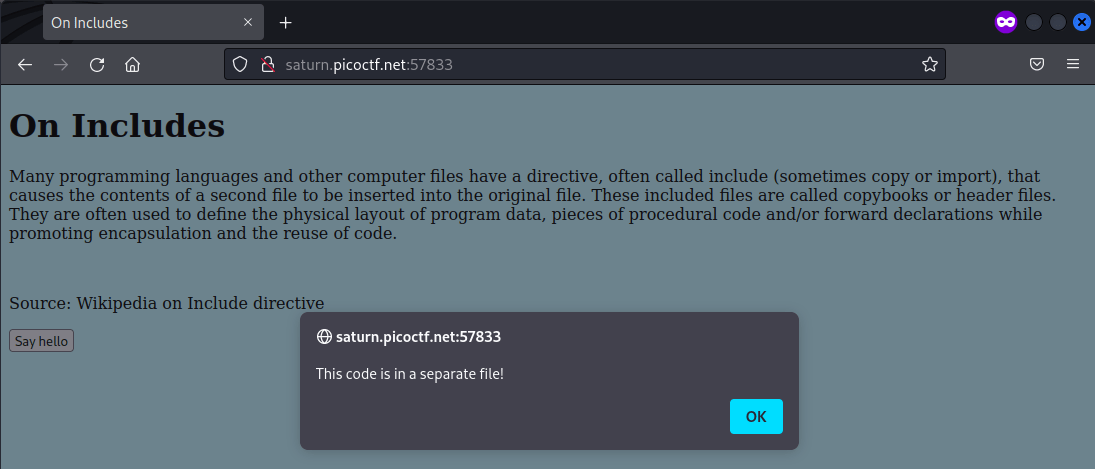 On Includes
saturn.picoctf.net:57833
On Includes
Many programming languages and other computer files have a directive, often called include (sometimes copy or import), that
causes the contents of a second file to be inserted into the original file. These included files are called copybooks or header files.
They are often used to define the physical layout of program data, pieces of procedural code and/or forward declarations while
promoting encapsulation and the reuse of code.
Source: Wikipedia on Include directive
Say hello
saturn.picoctf.net:57833
This code is in a separate file!
OK